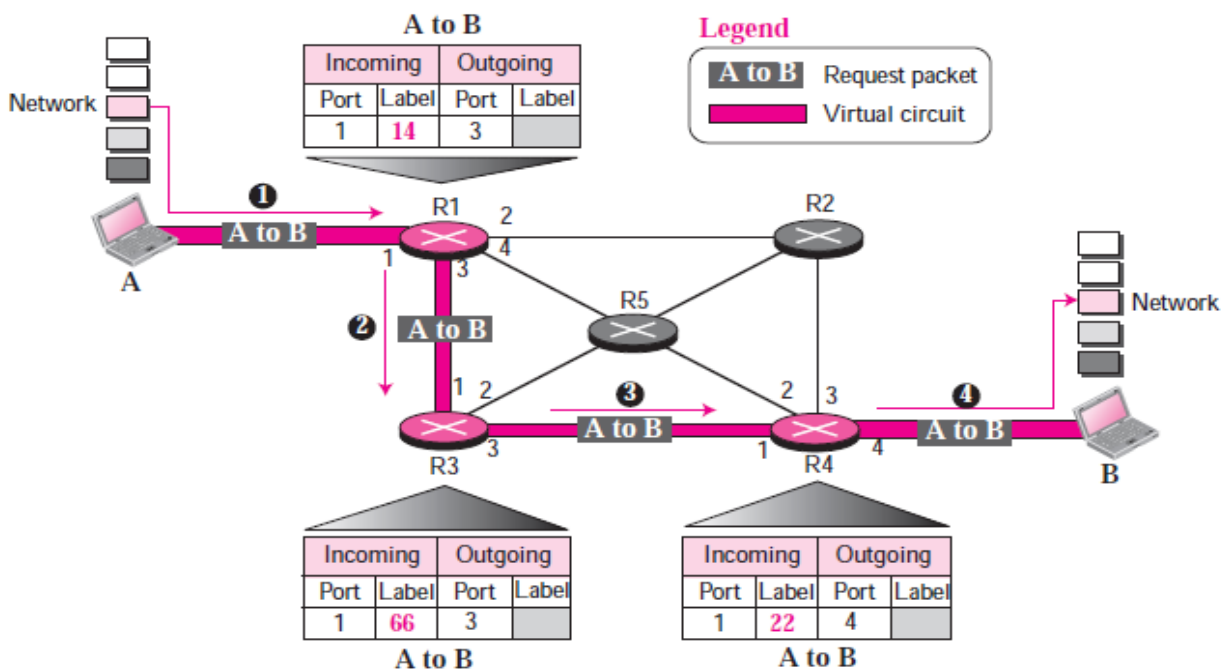 A to B
Incoming Outgoing
Port Label Port Label
1 14 3
Legend
A to B Request packet
Virtual circuit
Network
1
A to B
A
R1
1
2
3
4
R2
2
A to B
R5
Network
1
2
3
A to B
R3
3
2
3
1
R4
4
4
A to B
B
Incoming Outgoing
Port Label Port Label
1 66 3
A to B
Incoming Outgoing
Port Label Port Label
1 22 4
A to B